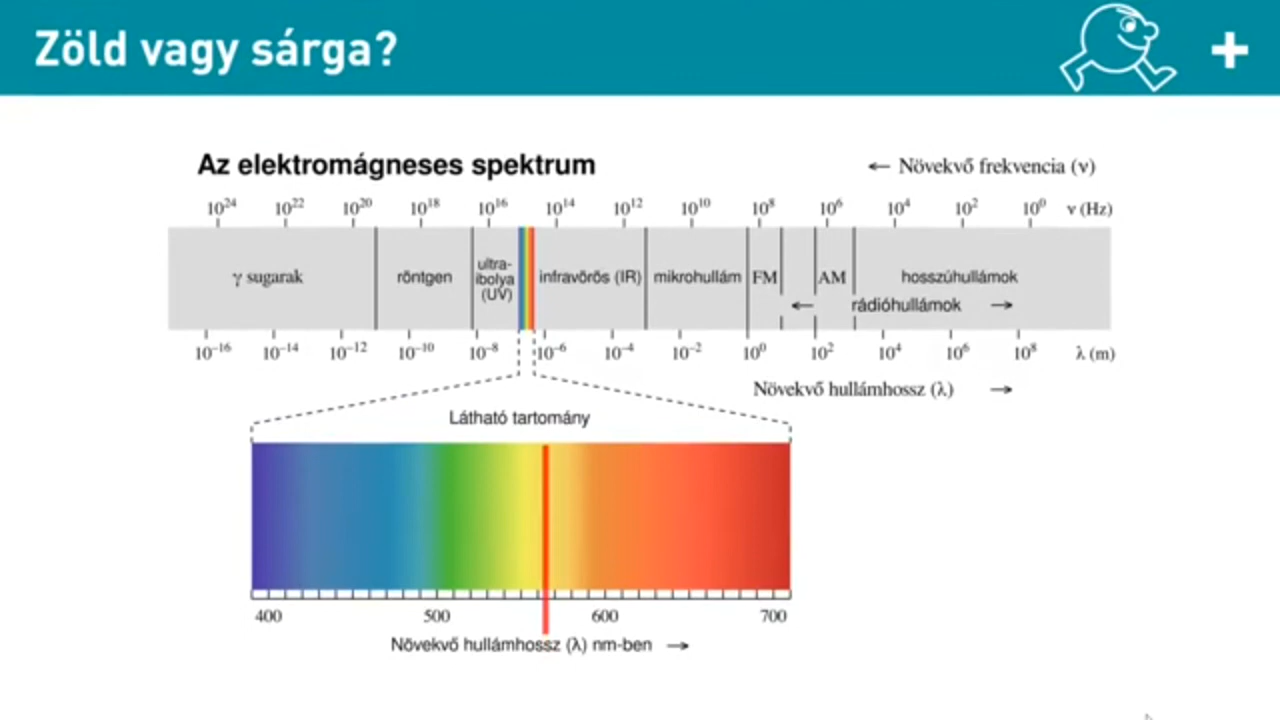 Zöld vagy sárga?
Az elektromágneses spektrum
← Növekvő frekvencia (ν)
10²⁴ 10²² 10²⁰ 10¹⁸ 10¹⁶ 10¹⁴ 10¹² 10¹⁰ 10⁸ 10⁶ 10⁴ 10² 10⁰ ν (Hz)
γ sugarak röntgen ultra-ibolya (UV) infravörös (IR) mikrohullám FM AM hosszúhullámok
← rádióhullámok →
10⁻¹⁶ 10⁻¹⁴ 10⁻¹² 10⁻¹⁰ 10⁻⁸ 10⁻⁶ 10⁻⁴ 10⁻² 10⁰ 10² 10⁴ 10⁶ 10⁸ λ (m)
Növekvő hullámhossz (λ) →
Látható tartomány
400 500 600 700
Növekvő hullámhossz (λ) nm-ben →